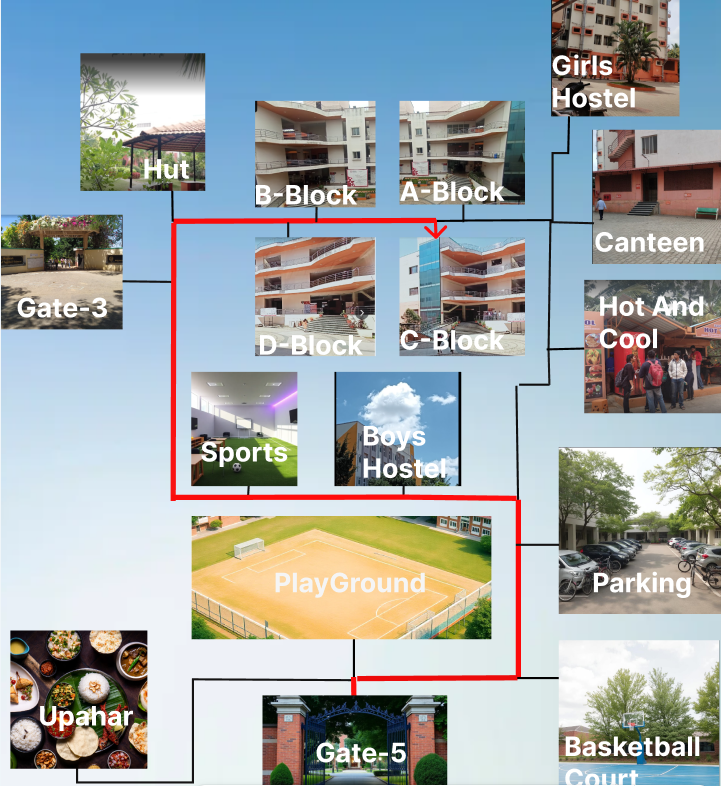 Girls
Hostel
Hut
B-Block
A-Block
Canteen
Gate-3
Hot And
Cool
D-Block
C-Block
Sports
Boys
Hostel
PlayGround
Parking
Upahar
Gate-5
Basketball
Court